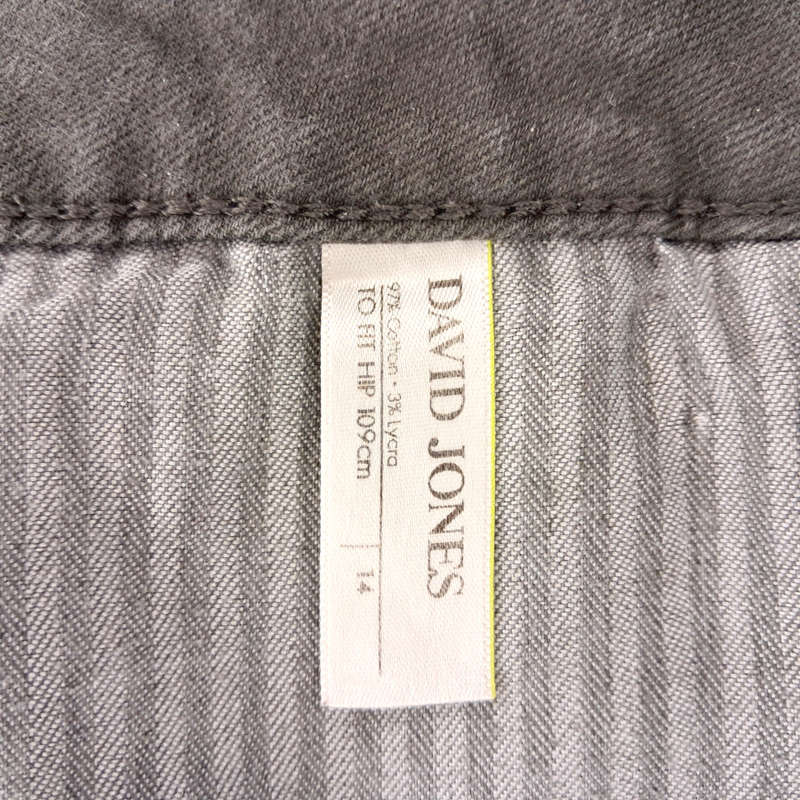 DAVID JONES
97% Cotton • 3% Lycra
TO FIT HIP 109cm
14